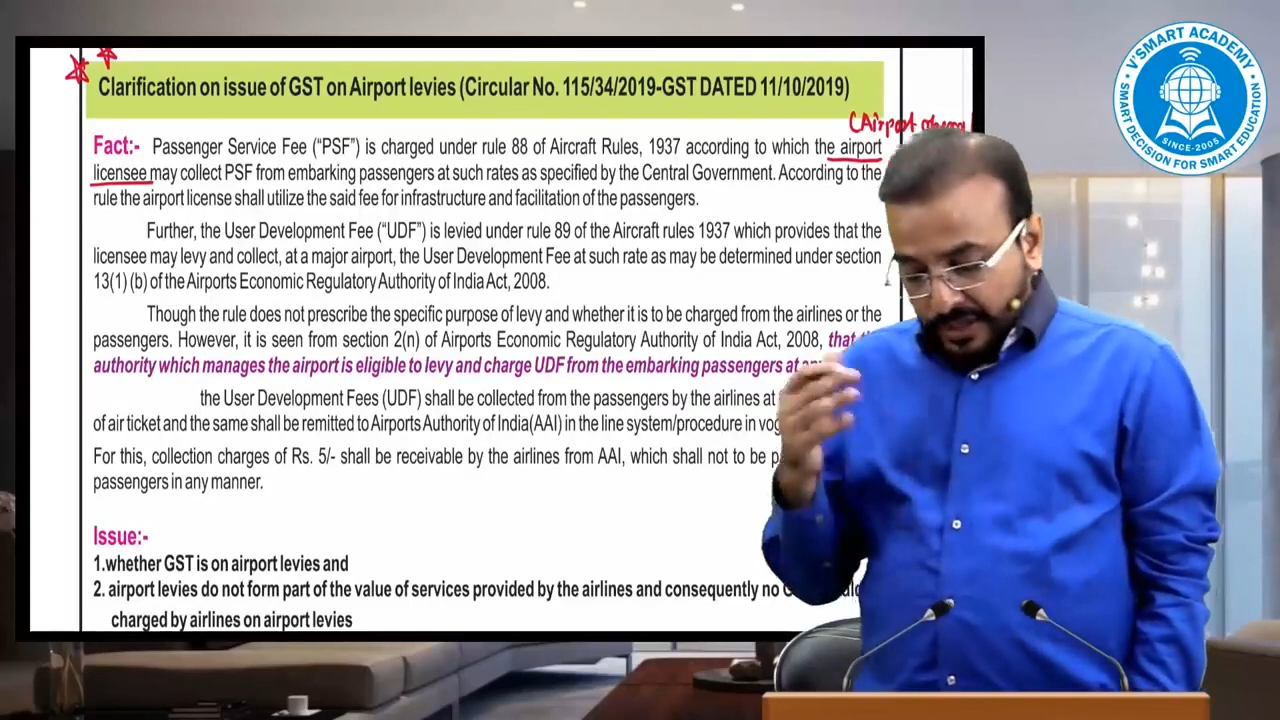 Clarification on issue of GST on Airport levies (Circular No. 115/34/2019-GST DATED 11/10/2019)
(Airport
Fact:- Passenger Service Fee (“PSF”) is charged under rule 88 of Aircraft Rules, 1937 according to which the airport
licensee may collect PSF from embarking passengers at such rates as specified by the Central Government. According to the
rule the airport license shall utilize the said fee for infrastructure and facilitation of the passengers.
Further, the User Development Fee (“UDF”) is levied under rule 89 of the Aircraft rules 1937 which provides that the
licensee may levy and collect, at a major airport, the User Development Fee at such rate as may be determined under section
13(1) (b) of the Airports Economic Regulatory Authority of India Act, 2008.
Though the rule does not prescribe the specific purpose of levy and whether it is to be charged from the airlines or the
passengers. However, it is seen from section 2(n) of Airports Economic Regulatory Authority of India Act, 2008, that
authority which manages the airport is eligible to levy and charge UDF from the embarking passengers at
the User Development Fees (UDF) shall be collected from the passengers by the airlines at
of air ticket and the same shall be remitted to Airports Authority of India(AAI) in the line system/procedure in
For this, collection charges of Rs. 5/- shall be receivable by the airlines from AAI, which shall not to be
passengers in any manner.
Issue:-
1.whether GST is on airport levies and
2. airport levies do not form part of the value of services provided by the airlines and consequently no
charged by airlines on airport levies
V'SMART ACADEMY
SINCE-2005
SMART DECISION FOR SMART EDUCATION